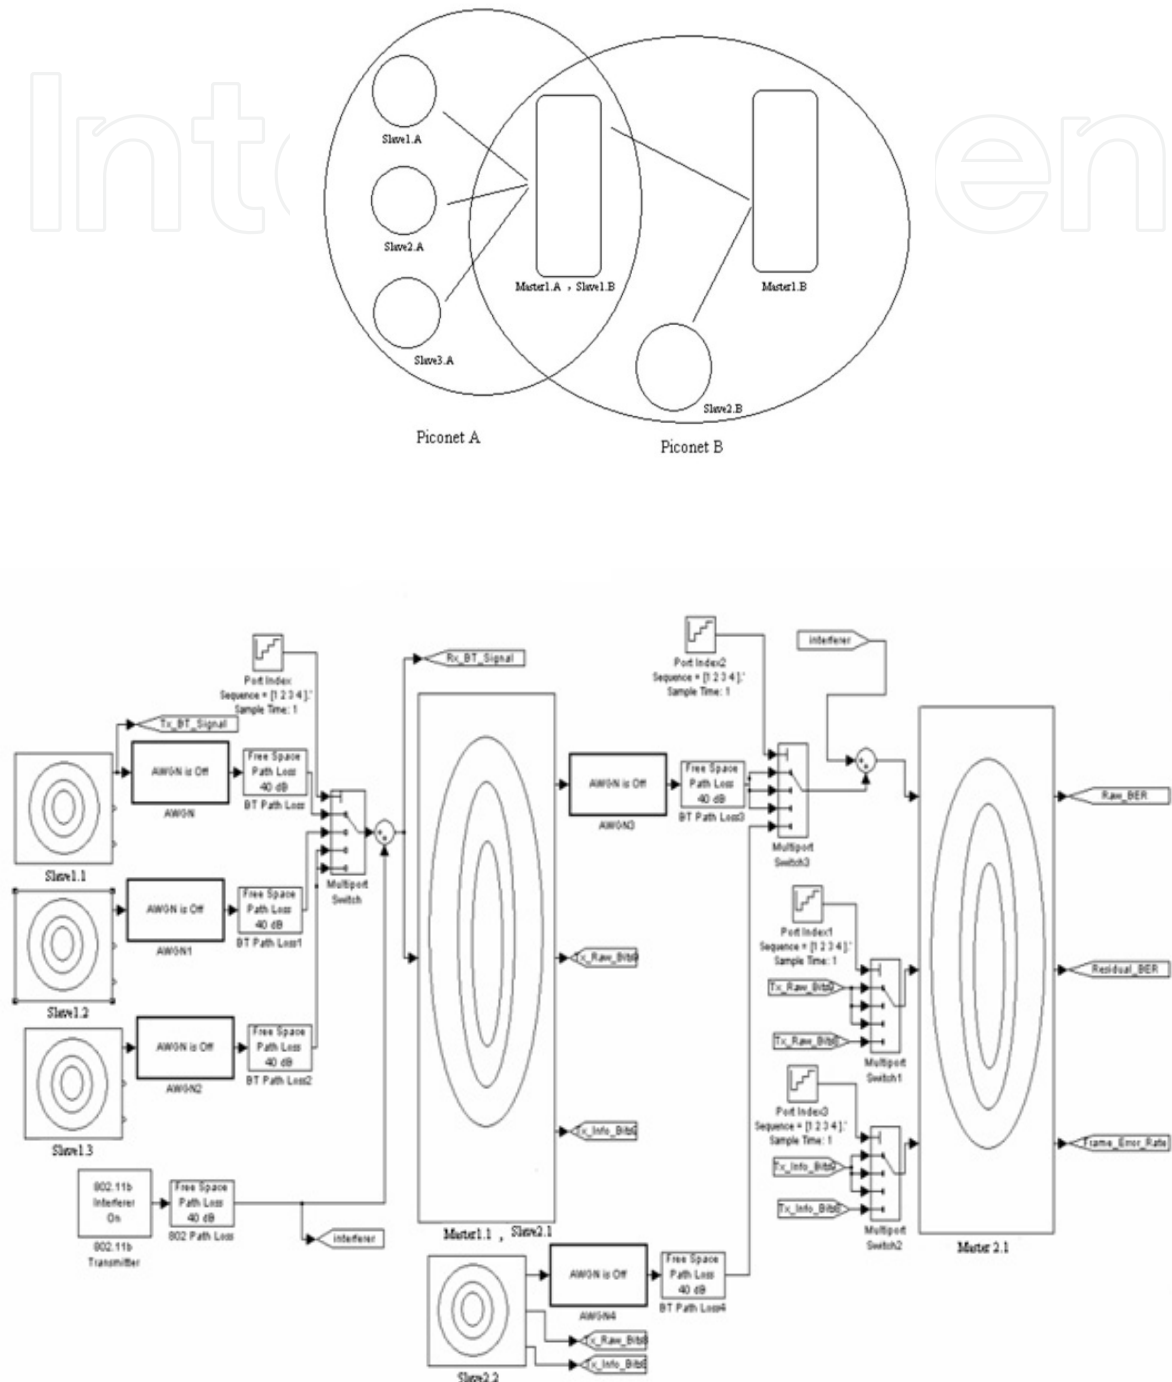 Slave1.A
Slave2.A
Master1.A , Slave1.B
Master1.B
Slave3.A
Slave2.B
Piconet A
Piconet B
Port Index
Sequence = [1 2 3 4 ].'
Sample Time: 1
Rx_BT_Signal
Port Index2
Sequence = [1 2 3 4 ].'
Sample Time: 1
interferer
Tx_BT_Signal
AWGN is Off
AWGN
Free Space
Path Loss
40 dB
BT Path Loss
Slave1.1
Multiport
Switch
AWGN is Off
AWGN1
Free Space
Path Loss
40 dB
BT Path Loss1
Slave1.2
AWGN is Off
AWGN2
Free Space
Path Loss
40 dB
BT Path Loss2
Slave1.3
802.11b
Interferer
On
802.11b
Transmitter
Free Space
Path Loss
40 dB
802 Path Loss
interferer
Master1.1 , Slave2.1
AWGN is Off
AWGN3
Free Space
Path Loss
40 dB
BT Path Loss3
Multiport
Switch3
Port Index1
Sequence = [1 2 3 4 ].'
Sample Time: 1
Multiport
Switch1
Port Index3
Sequence = [1 2 3 4 ].'
Sample Time: 1
Multiport
Switch2
Raw_BER
Residual_BER
Frame_Error_Rate
Master 2.1
AWGN is Off
AWGN4
Free Space
Path Loss
40 dB
BT Path Loss4
Slave2.2